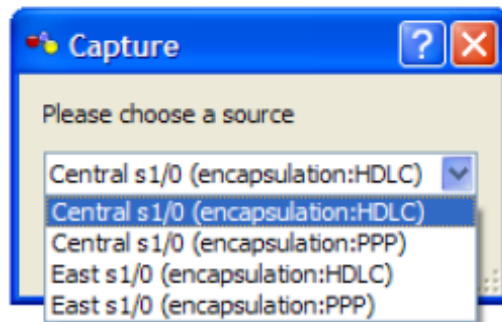 Capture
Please choose a source
Central s1/0 (encapsulation:HDLC)
Central s1/0 (encapsulation:HDLC)
Central s1/0 (encapsulation:PPP)
East s1/0 (encapsulation:HDLC)
East s1/0 (encapsulation:PPP)